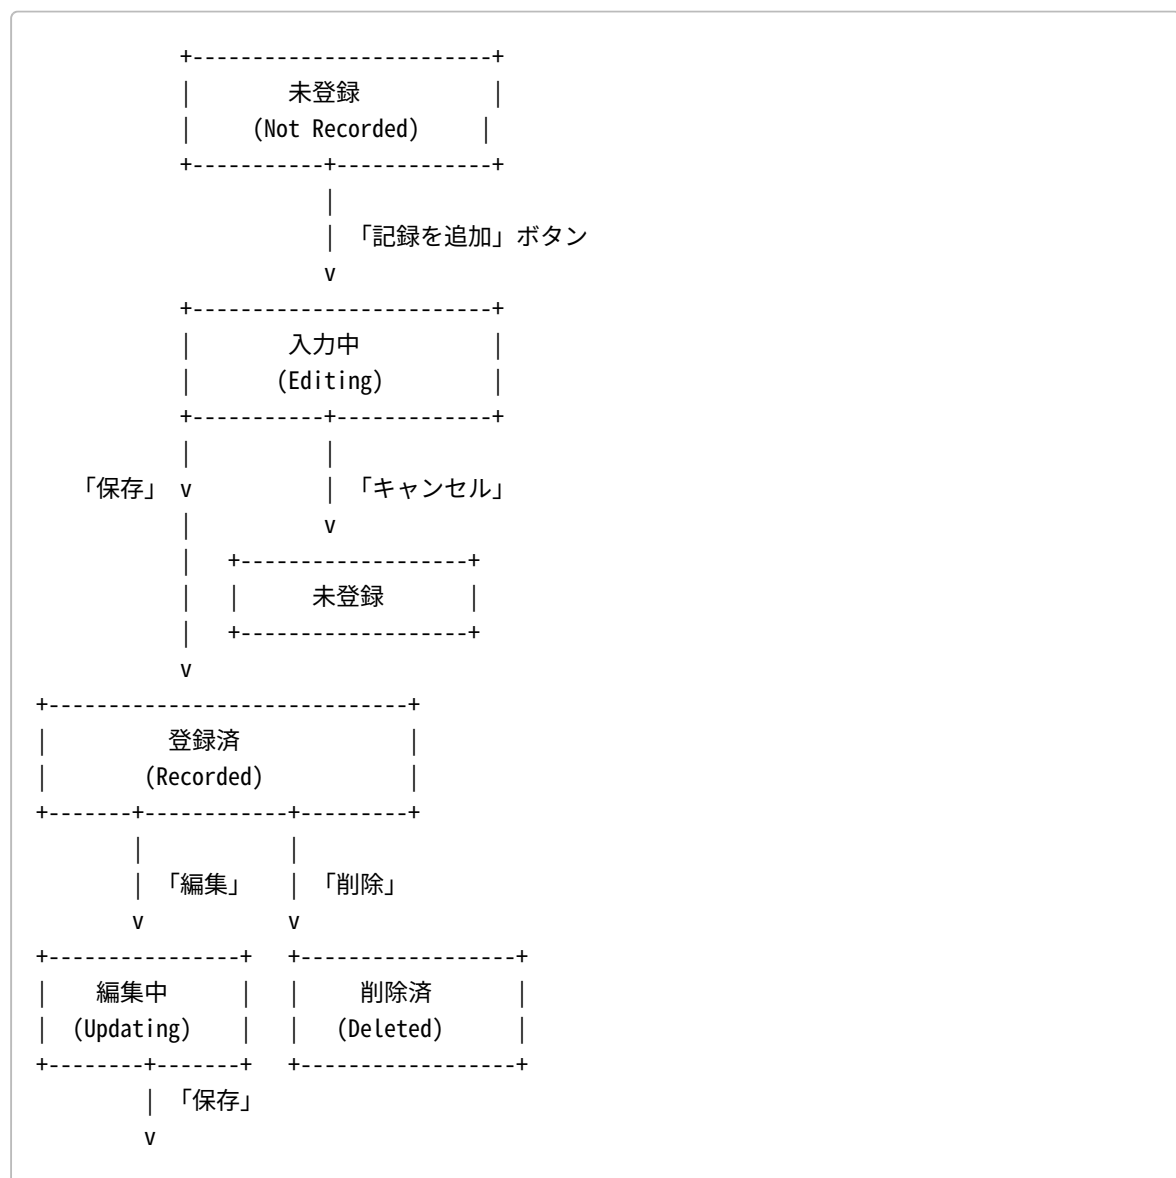 +-------------------------+
|        未登録           |
|     (Not Recorded)     |
+-----------+-------------+
|
| 「記録を追加」ボタン
v
+-------------------------+
|        入力中           |
|       (Editing)         |
+-----------+-------------+
|           |
「保存」 v           | 「キャンセル」
|           v
|   +-------------------+
|   |      未登録       |
|   +-------------------+
v
+------------------------------+
|          登録済              |
|        (Recorded)            |
+-------+------------+---------+
|            |
| 「編集」   | 「削除」
v            v
+----------------+   +------------------+
|    編集中      |   |     削除済       |
|  (Updating)    |   |   (Deleted)      |
+--------+-------+   +------------------+
| 「保存」
v